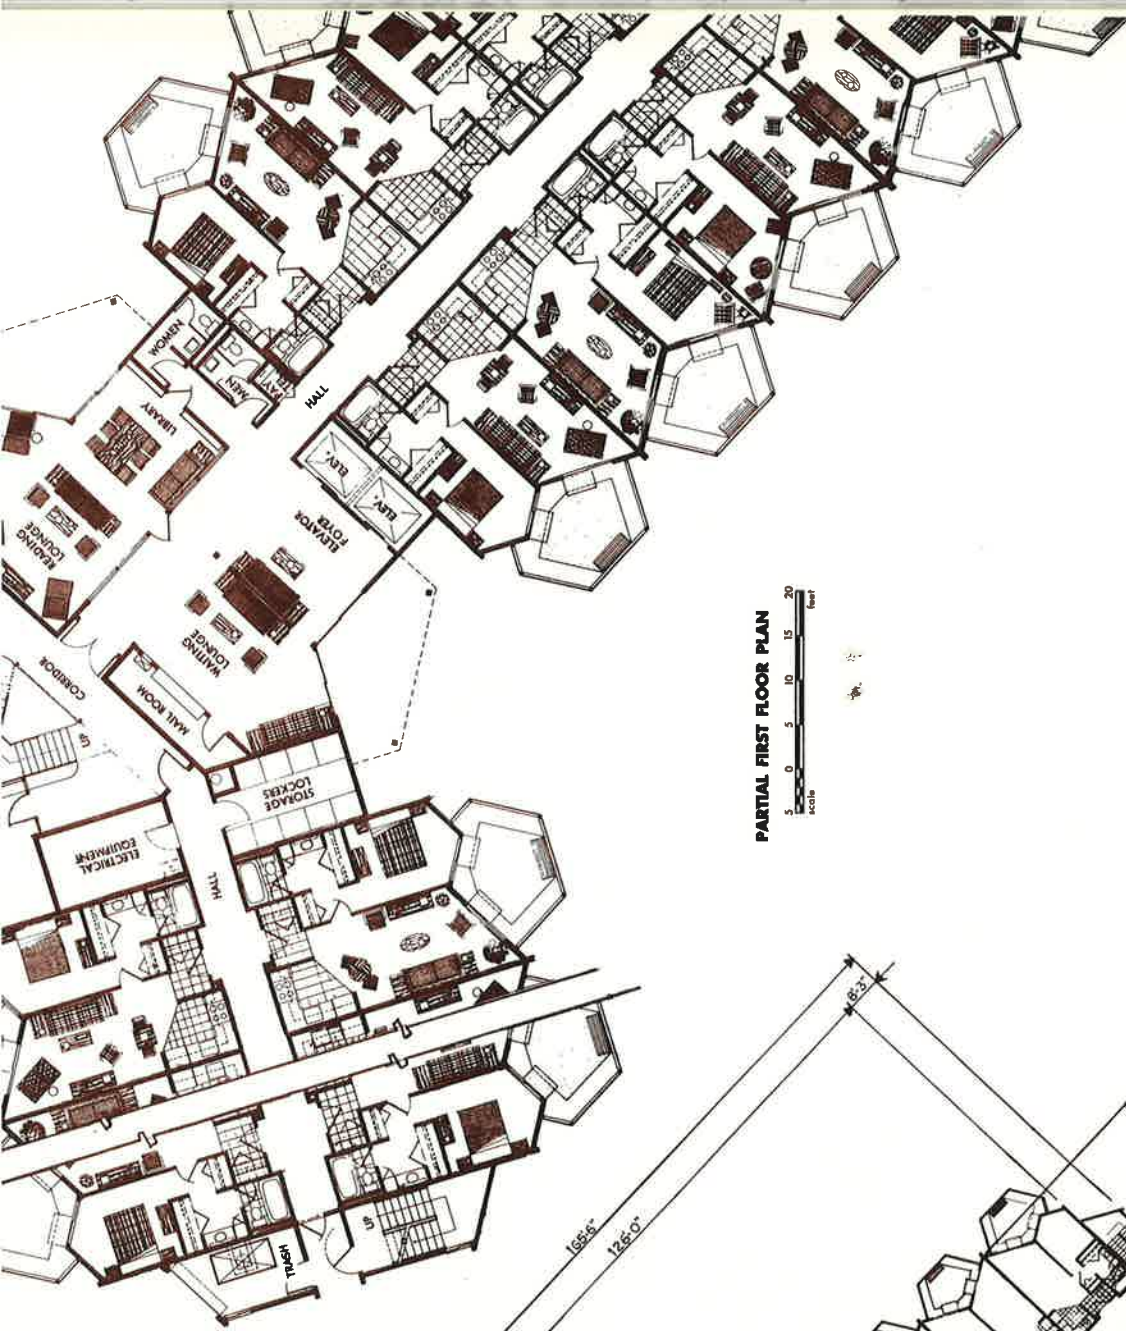 WOMEN
MEN
PAY
HALL
LIBRARY
READING
LOUNGE
ELEV.
ELEV.
ELEVATOR
FOYER
WAITING
LOUNGE
CORRIDOR
MAIL ROOM
UP
STORAGE
LOCKERS
ELECTRICAL
EQUIPMENT
HALL
UP
TRASH
PARTIAL FIRST FLOOR PLAN
5 0 5 10 15 20
scale feet
8'-3"
165'-6"
126'-0"